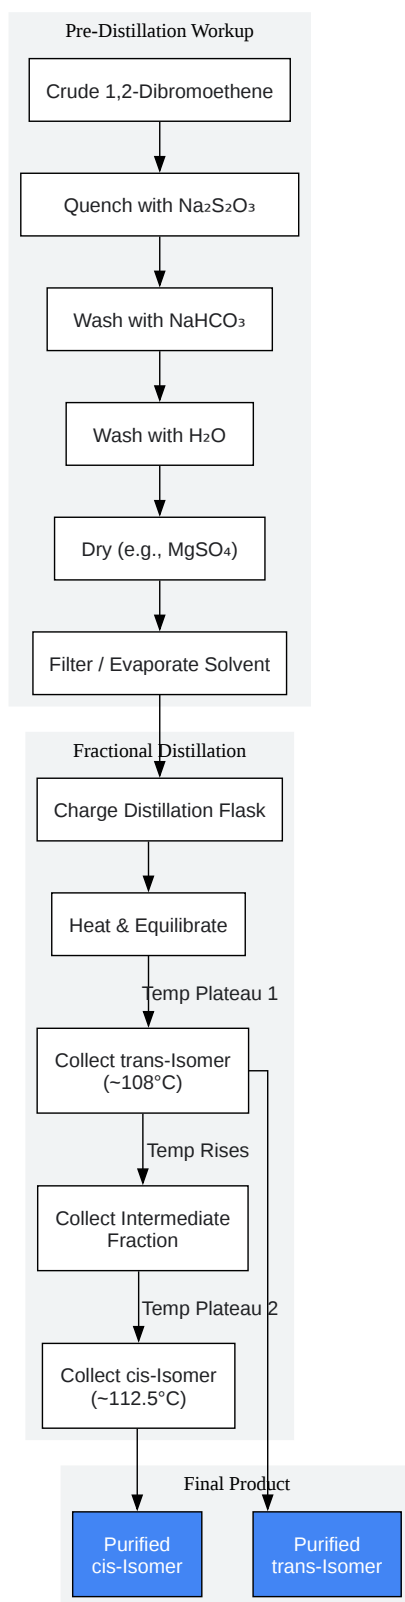 Pre-Distillation Workup
Crude 1,2-Dibromoethene
Quench with Na₂S₂O₃
Wash with NaHCO₃
Wash with H₂O
Dry (e.g., MgSO₄)
Filter / Evaporate Solvent
Fractional Distillation
Charge Distillation Flask
Heat & Equilibrate
Temp Plateau 1
Collect trans-Isomer
(~108°C)
Temp Rises
Collect Intermediate
Fraction
Temp Plateau 2
Collect cis-Isomer
(~112.5°C)
Final Product
Purified
cis-Isomer
Purified
trans-Isomer